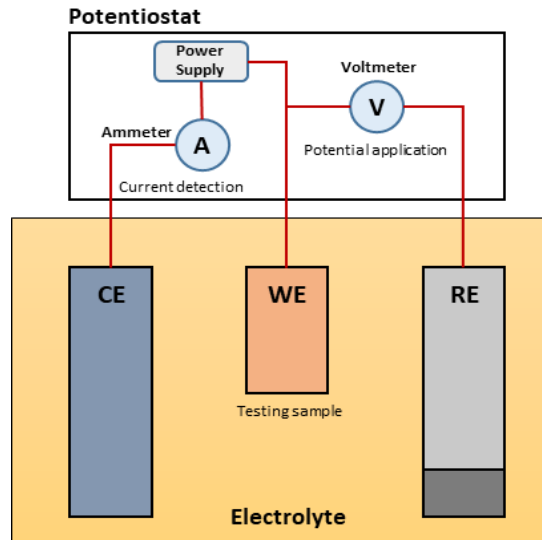 Potentiostat
Power
Supply
Voltmeter
Ammeter
A
V
Potential application
Current detection
CE
WE
RE
Testing sample
Electrolyte